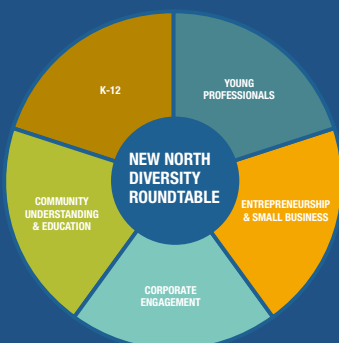 K-12
YOUNG
PROFESSIONALS
NEW NORTH
DIVERSITY
ROUNDTABLE
COMMUNITY
UNDERSTANDING
& EDUCATION
ENTREPRENEURSHIP
& SMALL BUSINESS
CORPORATE
ENGAGEMENT